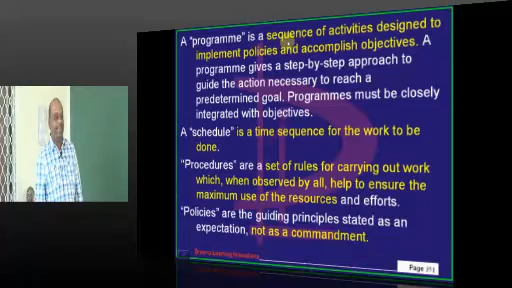 A “programme” is a sequence of activities designed to
implement policies and accomplish objectives. A
programme gives a step-by-step approach to
guide the action necessary to reach a
predetermined goal. Programmes must be closely
integrated with objectives.
A “schedule” is a time sequence for the work to be
done.
“Procedures” are a set of rules for carrying out work
which, when observed by all, help to ensure the
maximum use of the resources and efforts.
“Policies” are the guiding principles stated as an
expectation, not as a commandment.
Page